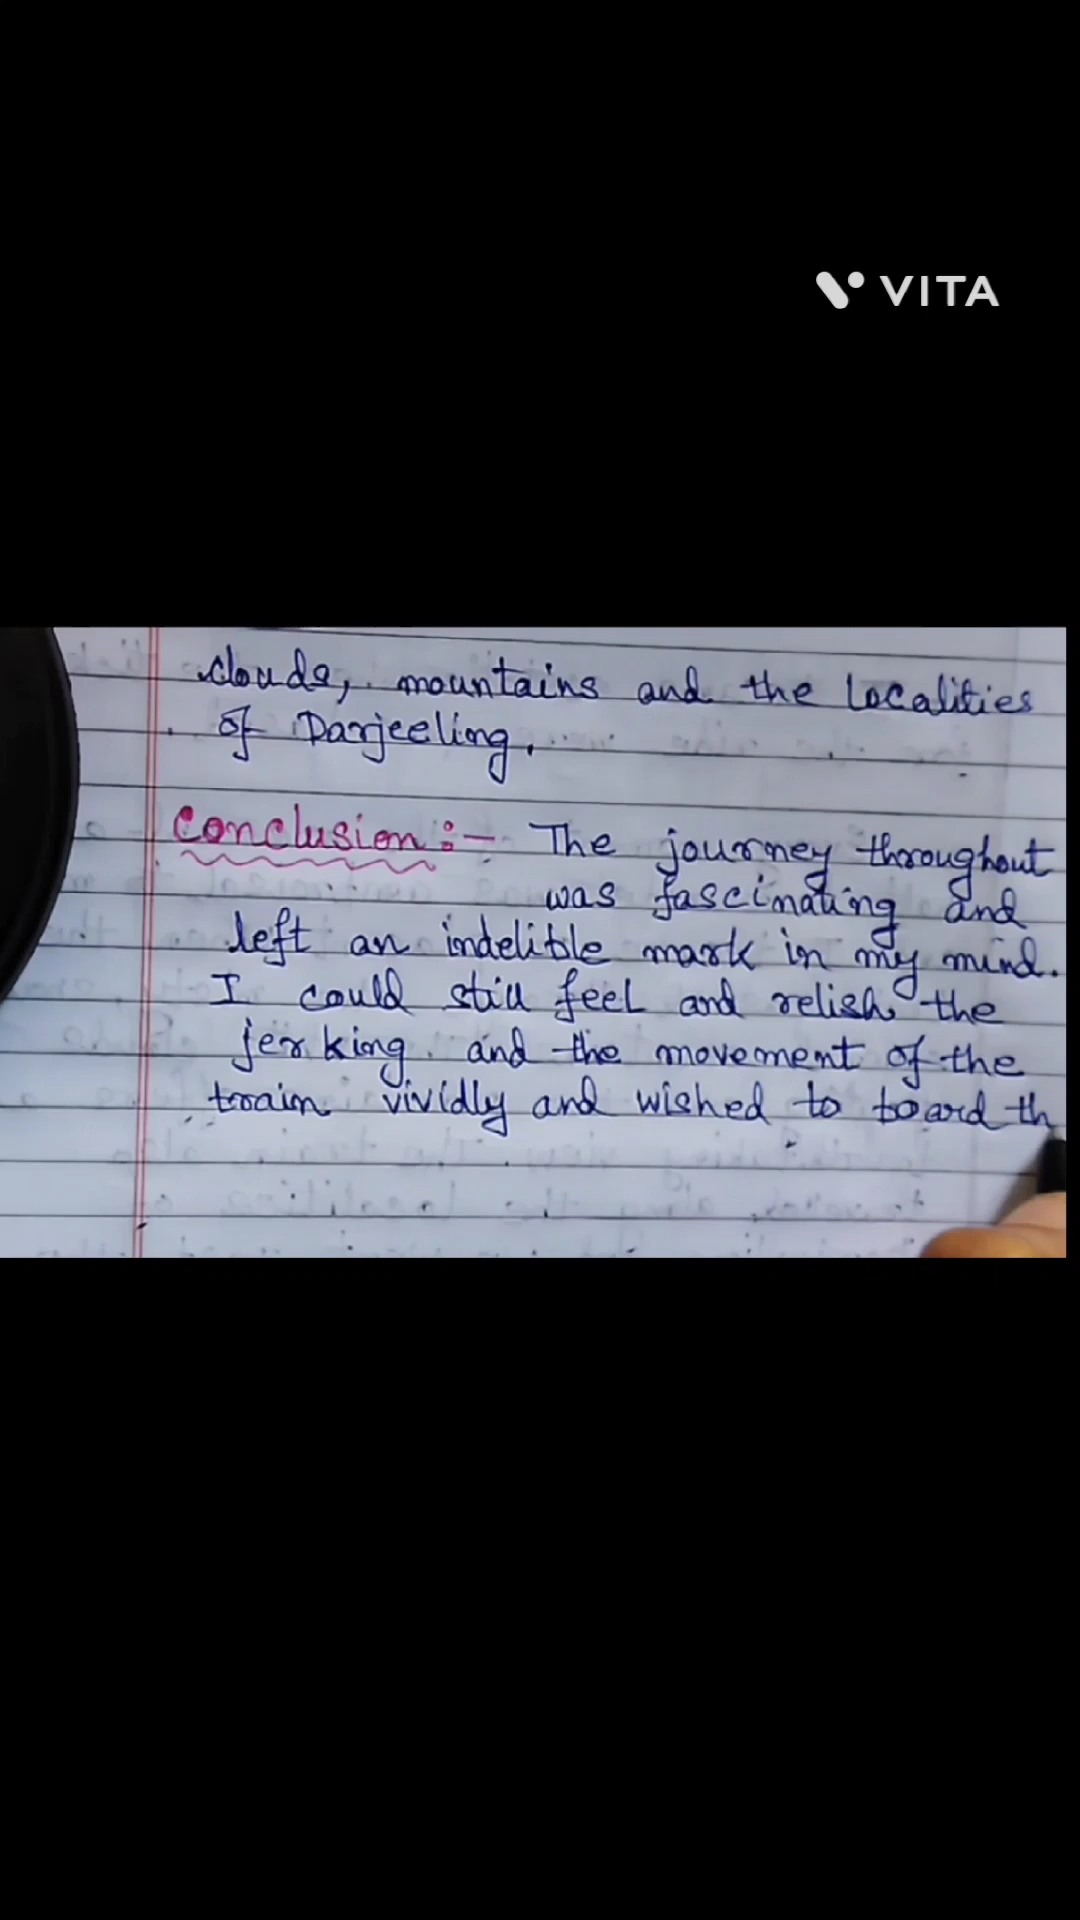 VITA
clouds, mountains and the localities
of Darjeeling.
Conclusion :- The journey throughout
was fascinating and
left an indelible mark in my mind.
I could still feel and relish the
jerking and the movement of the
train vividly and wished to board th